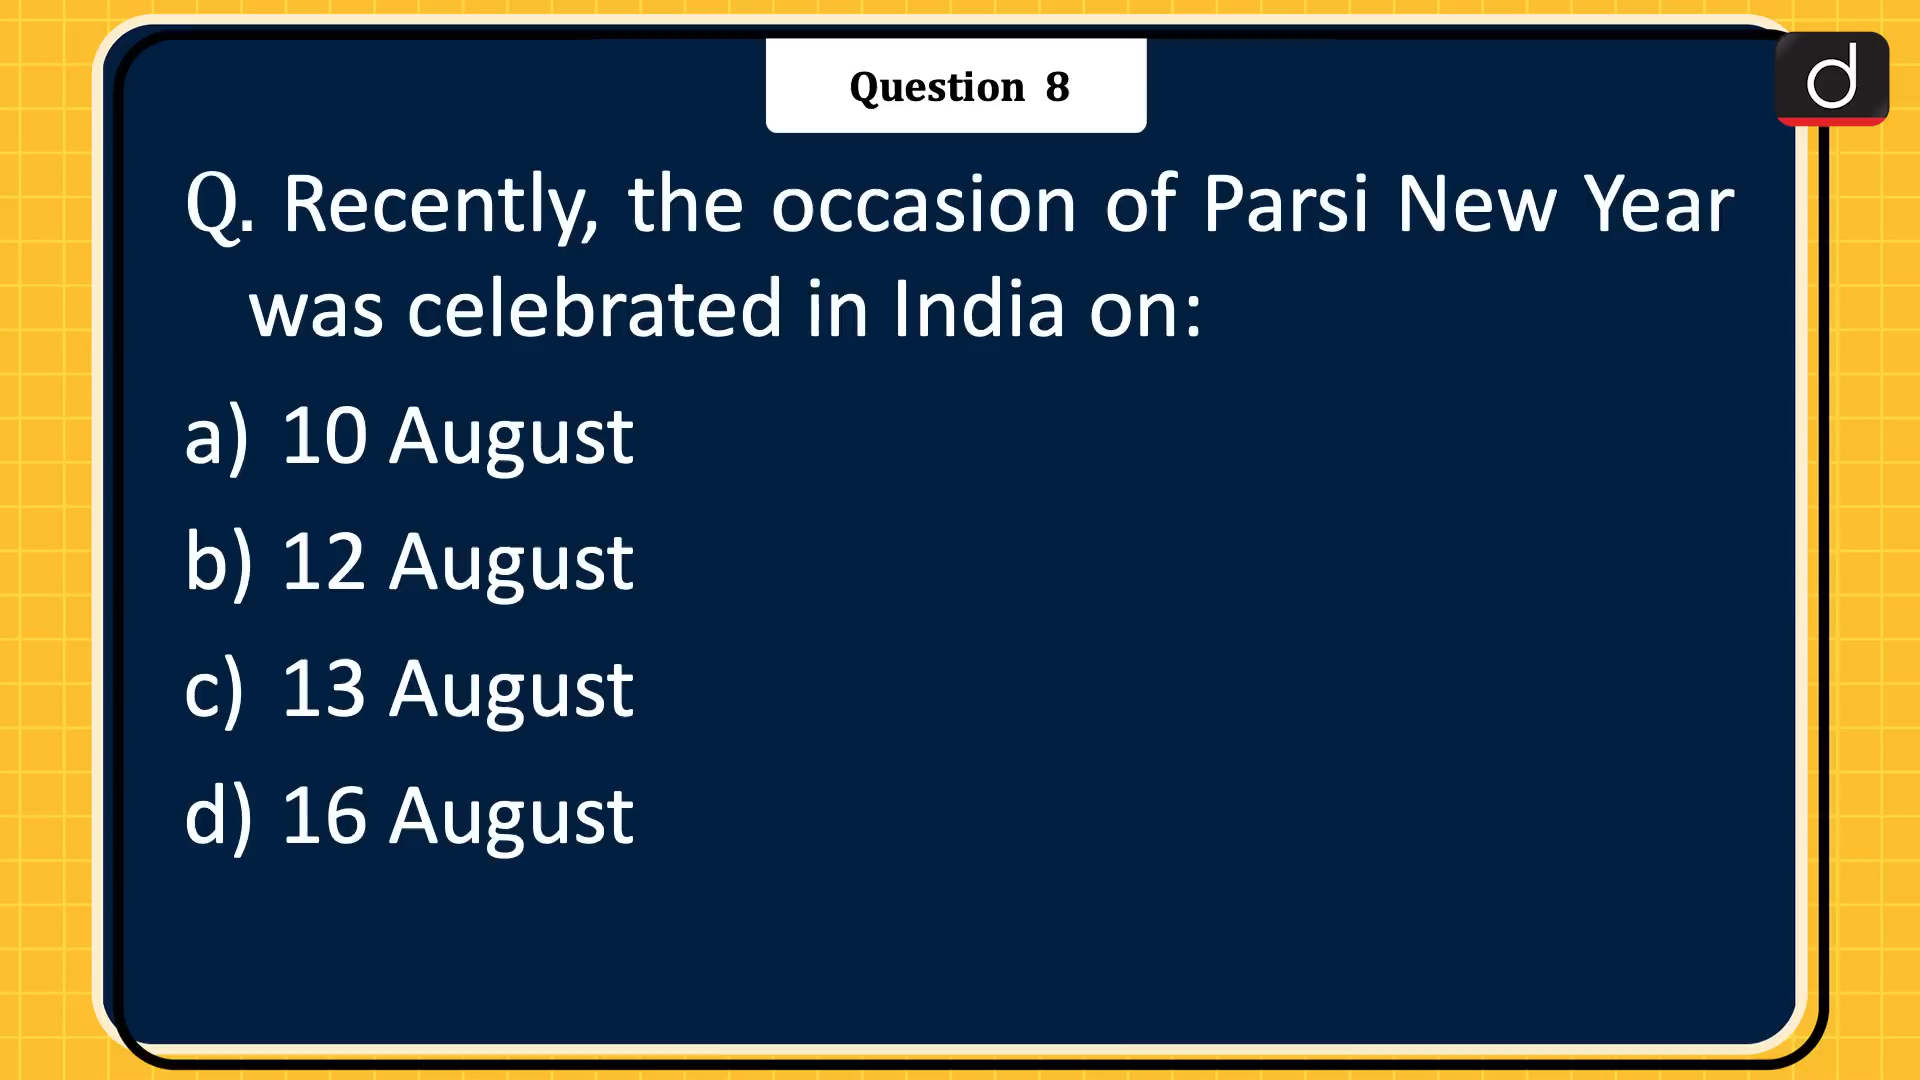 Question 8
d
Q. Recently, the occasion of Parsi New Year
was celebrated in India on:
a) 10 August
b) 12 August
c) 13 August
d) 16 August